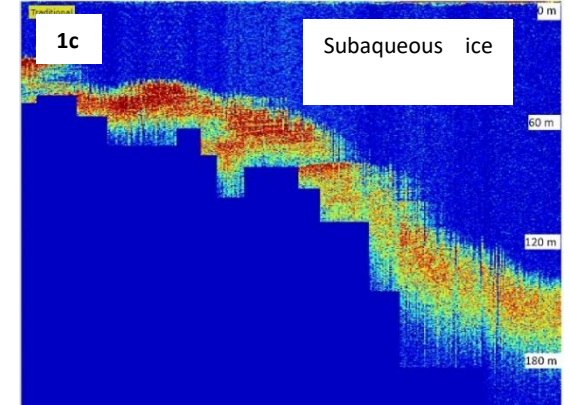 Traditional
0 m
1c
Subaqueous ice
60 m
120 m
180 m